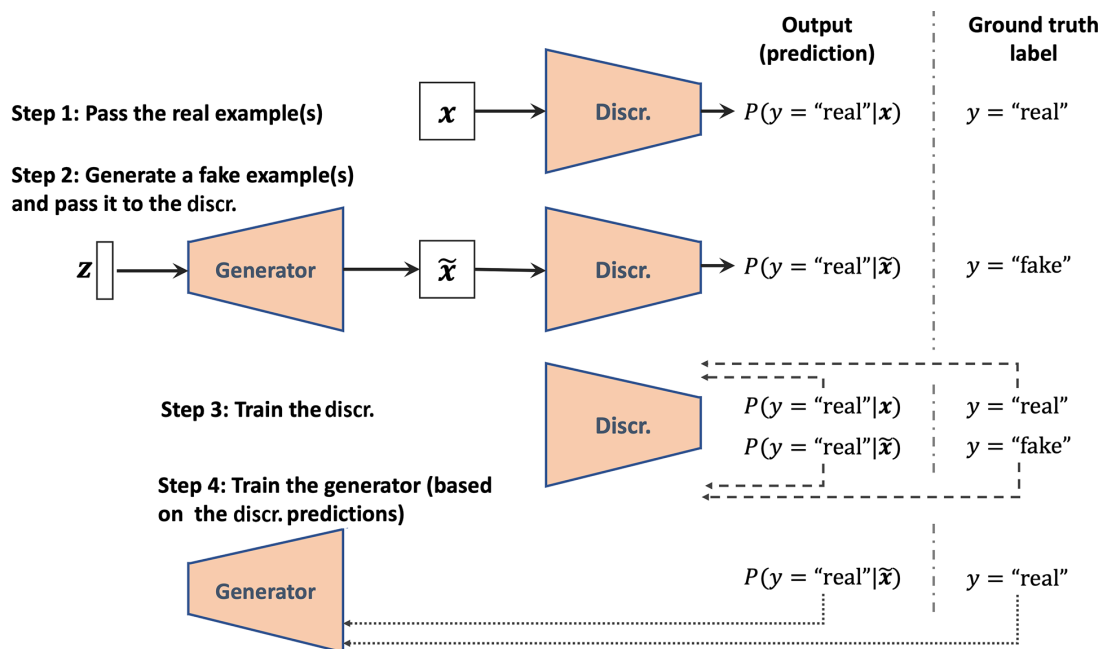 Output
(prediction)
Ground truth
label
Step 1: Pass the real example(s)
x
Discr.
P(y = “real”|x)
y = “real”
Step 2: Generate a fake example(s)
and pass it to the discr.
z
Generator
x̃
Discr.
P(y = “real”|x̃)
y = “fake”
Step 3: Train the discr.
Discr.
P(y = “real”|x)
y = “real”
P(y = “real”|x̃)
y = “fake”
Step 4: Train the generator (based
on the discr. predictions)
Generator
P(y = “real”|x̃)
y = “real”